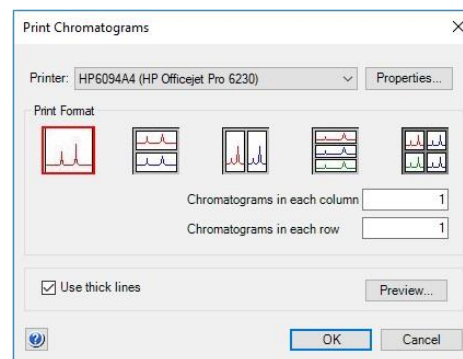 Print Chromatograms
Printer: HP6094A4 (HP Officejet Pro 6230) Properties...
Print Format
Chromatograms in each column 1
Chromatograms in each row 1
Use thick lines Preview...
OK Cancel